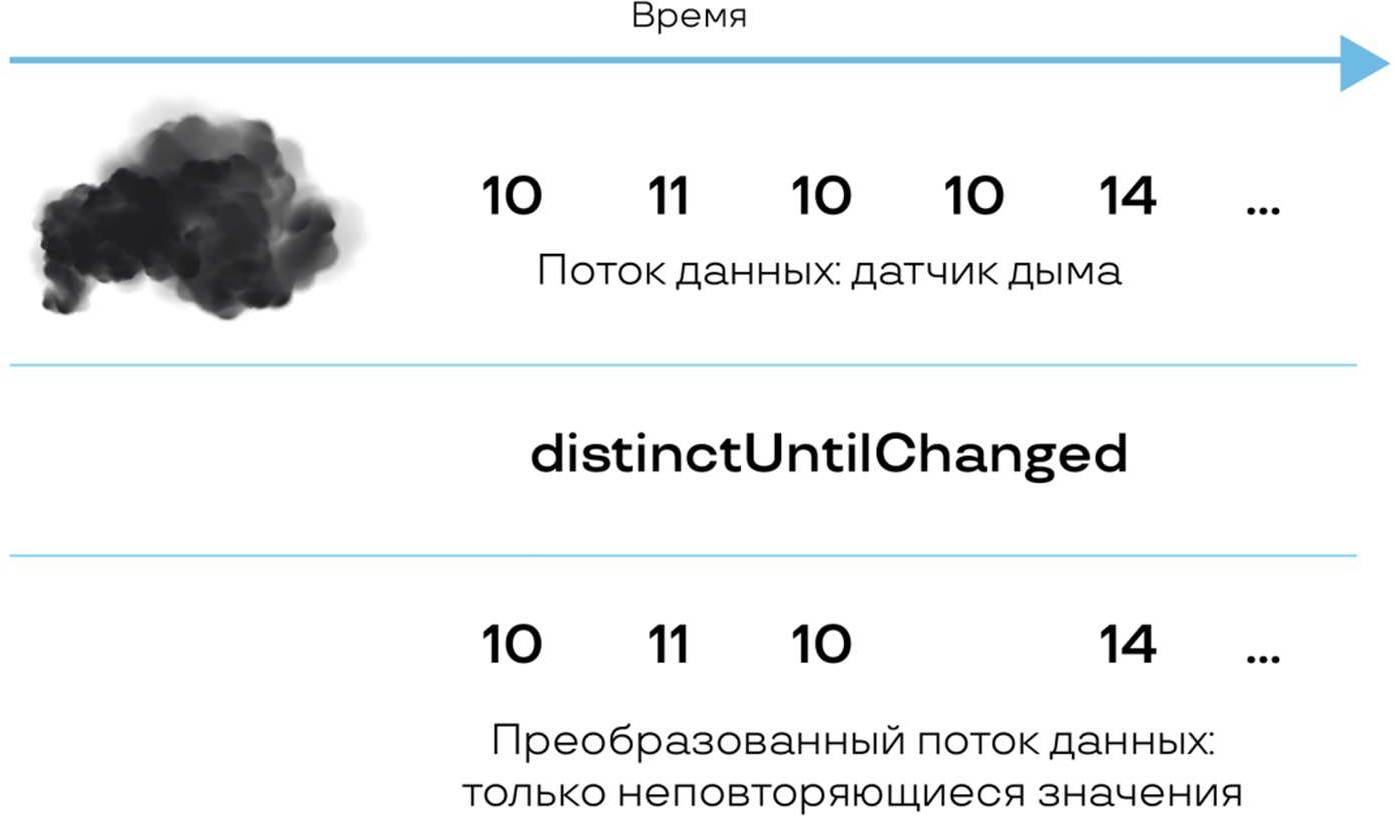 Время
10 11 10 10 14 ...
Поток данных: датчик дыма
distinctUntilChanged
10 11 10 14 ...
Преобразованный поток данных:
только неповторяющиеся значения